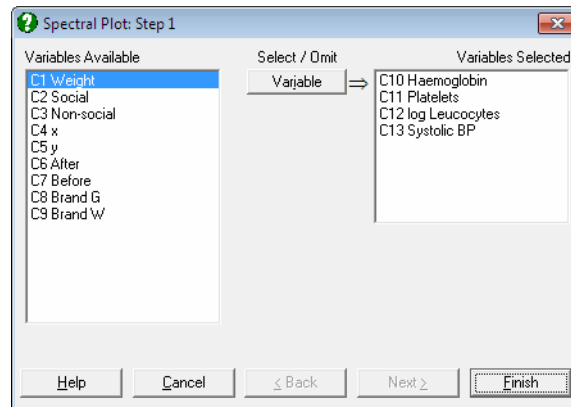 Spectral Plot: Step 1
Variables Available
Select / Omit
Variables Selected
C1 Weight
C2 Social
C3 Non-social
C4 x
C5 y
C6 After
C7 Before
C8 Brand G
C9 Brand W
Variable
C10 Haemoglobin
C11 Platelets
C12 log Leucocytes
C13 Systolic BP
Help
Cancel
< Back
Next >
Finish